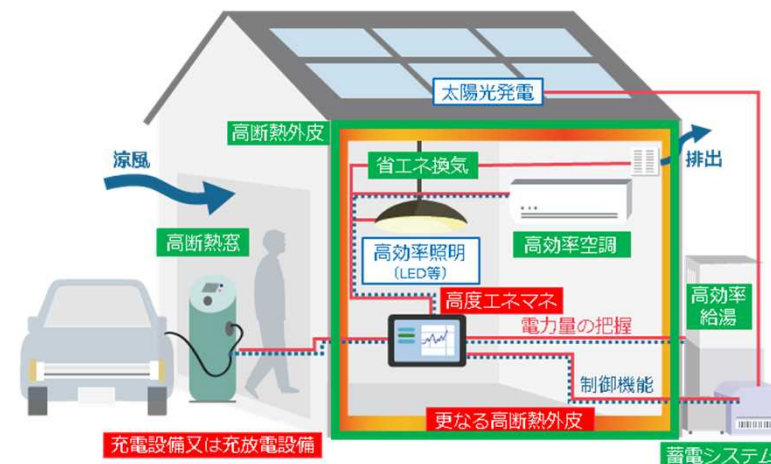 太陽光発電
高断熱外皮
涼風
省エネ換気
排出
高断熱窓
高効率照明
(LED等)
高効率空調
高度エネマネ
高効率
給湯
電力量の把握
制御機能
更なる高断熱外皮
充電設備又は充放電設備
蓄電システム